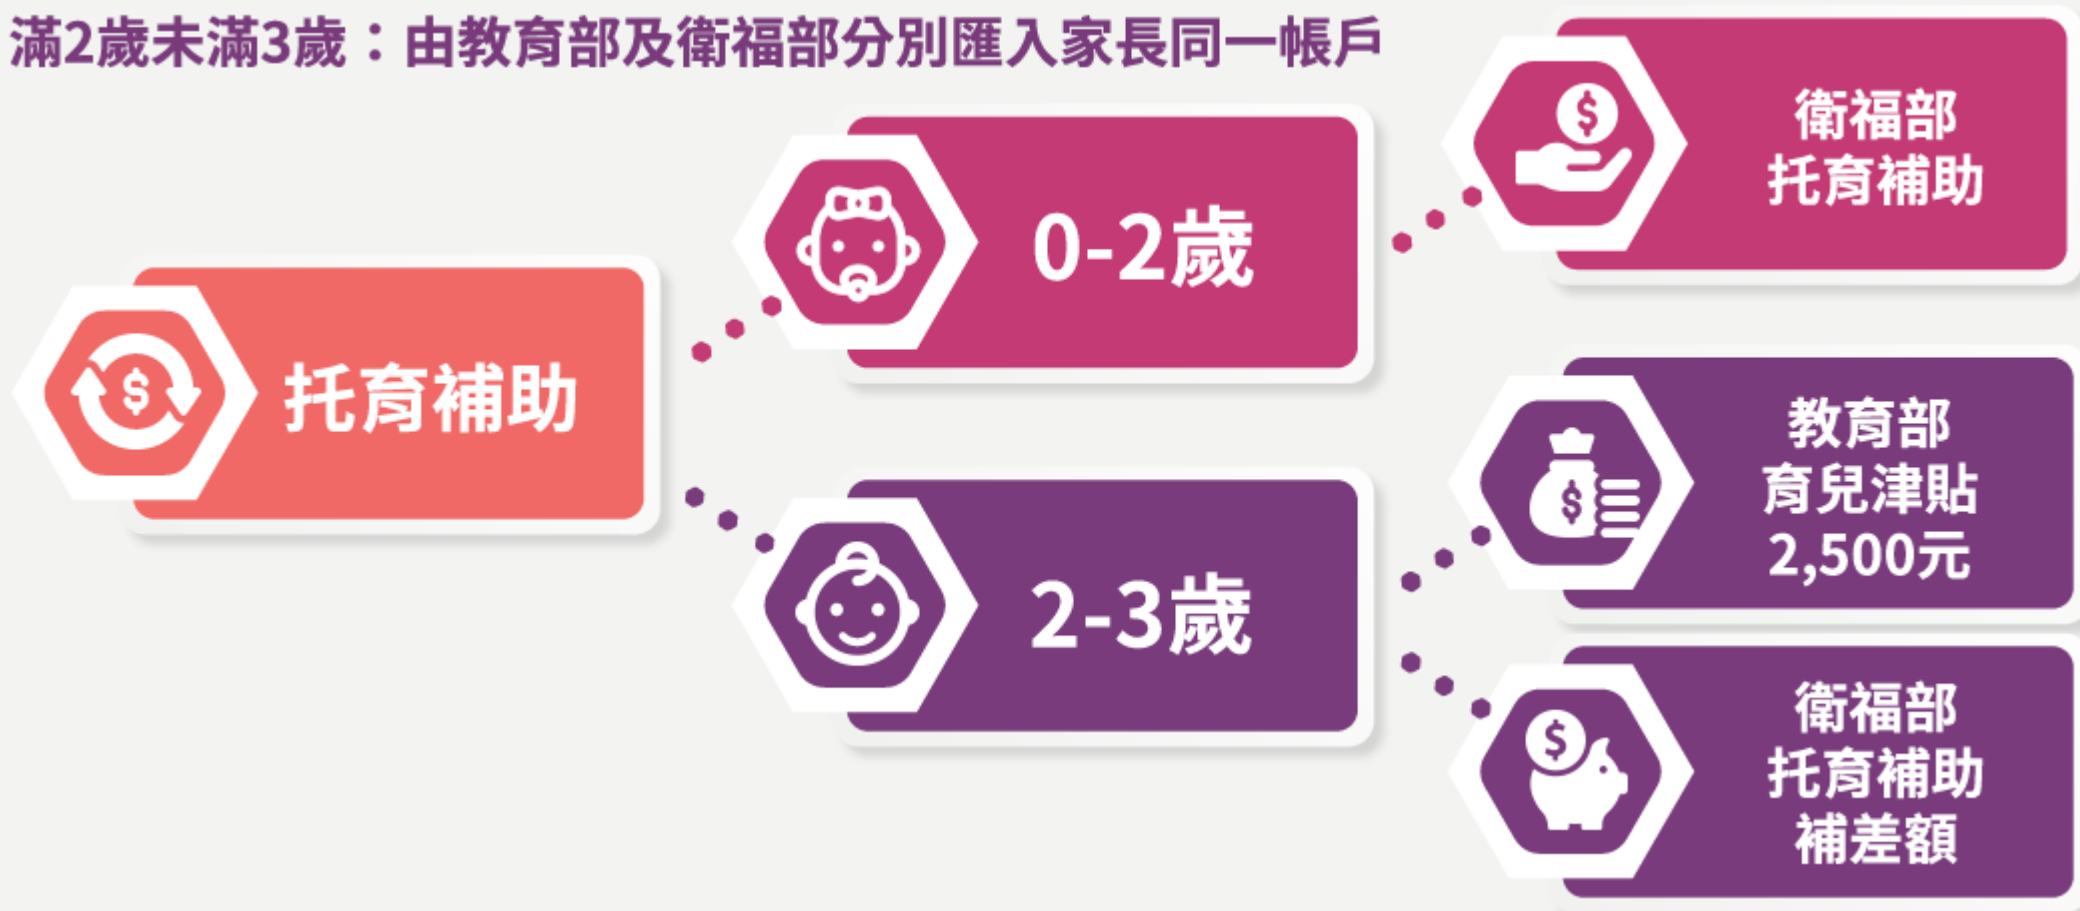 滿2歲未滿3歲：由教育部及衛福部分別匯入家長同一帳戶
托育補助
0-2歲
衛福部
托育補助
2-3歲
教育部
育兒津貼
2,500元
衛福部
托育補助
補差額